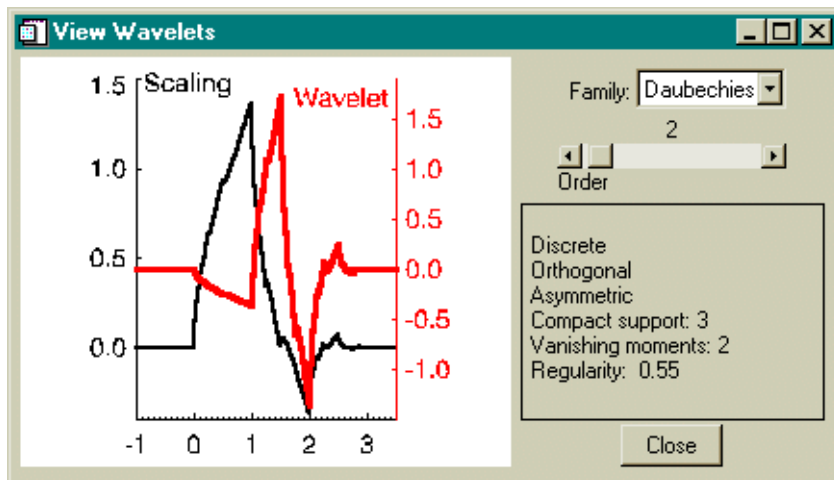 View Wavelets
Scaling
Wavelet
1.5
1.0
0.5
0.0
1.5
1.0
0.5
0.0
-0.5
-1.0
-1 0 1 2 3
Family: Daubechies
2
Order
Discrete
Orthogonal
Asymmetric
Compact support: 3
Vanishing moments: 2
Regularity: 0.55
Close